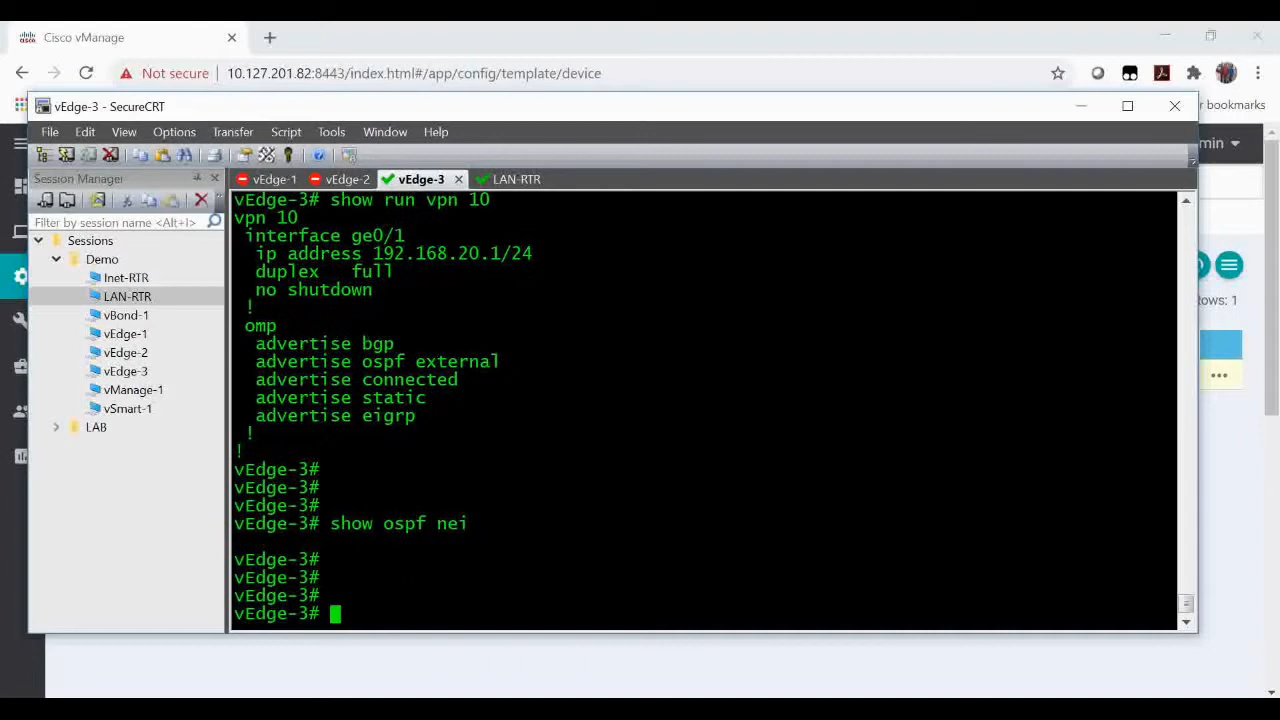 Cisco vManage
Not secure 10.127.201.82:8443/index.html#/app/config/template/device
r bookmarks
vEdge-3 - SecureCRT
File Edit View Options Transfer Script Tools Window Help
min
Session Manager
vEdge-1 vEdge-2 vEdge-3 LAN-RTR
Filter by session name <Alt+I>
Sessions
Demo
Inet-RTR
LAN-RTR
vBond-1
vEdge-1
vEdge-2
vEdge-3
vManage-1
vSmart-1
LAB
vEdge-3# show run vpn 10
vpn 10
interface ge0/1
ip address 192.168.20.1/24
duplex full
no shutdown
!
omp
advertise bgp
advertise ospf external
advertise connected
advertise static
advertise eigrp
!
!
vEdge-3#
vEdge-3#
vEdge-3#
vEdge-3# show ospf nei
vEdge-3#
vEdge-3#
vEdge-3#
vEdge-3#
Rows: 1